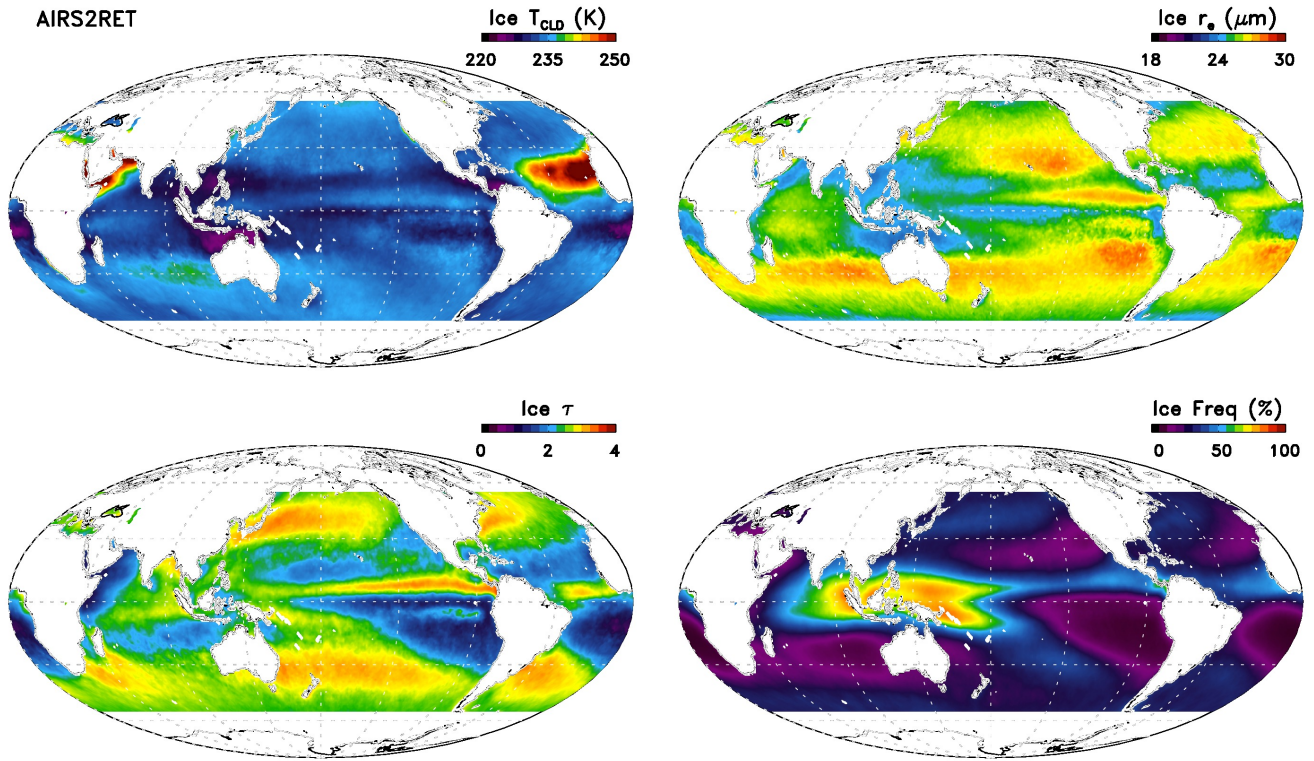 AIRS2RET
Ice T_CLD (K)
220 235 250
Ice r_e (μm)
18 24 30
Ice τ
0 2 4
Ice Freq (%)
0 50 100